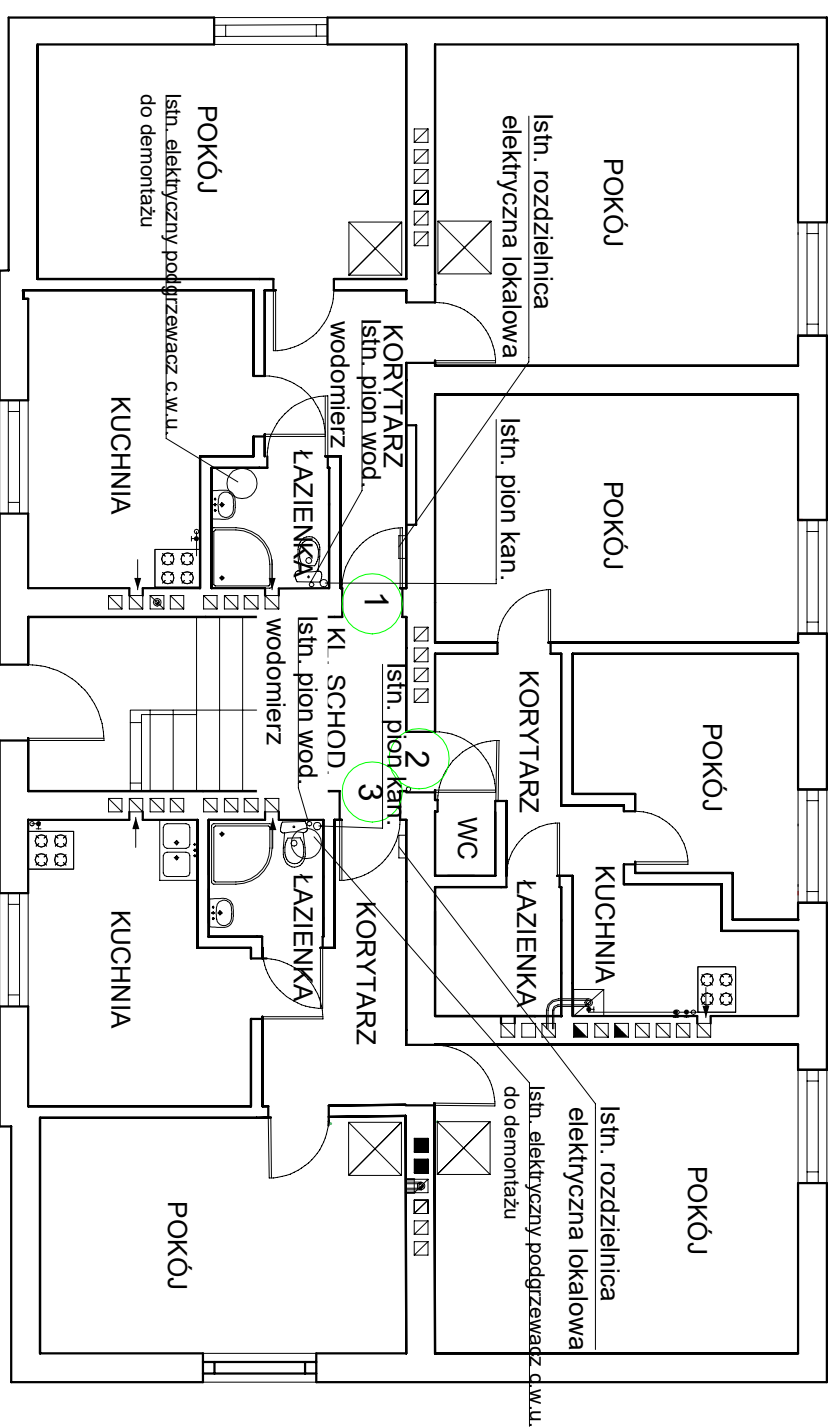 POKÓJ
Istn. rozdzielnica
elektryczna lokalowa
POKÓJ
Istn. elektryczny podgrzewacz c.w.u.
do demontażu
KORYTARZ
Istn. pion wod.
wodomierz
KUCHNIA
ŁAZIENKA
Istn. pion kan.
POKÓJ
1
KL. SCHOD.
Istn. pion wod.
wodomierz
Istn. pion kan.
2
3
KORYTARZ
POKÓJ
WC
ŁAZIENKA
KUCHNIA
KORYTARZ
ŁAZIENKA
KUCHNIA
Istn. rozdzielnica
elektryczna lokalowa
Istn. elektryczny podgrzewacz c.w.u.
do demontażu
POKÓJ
POKÓJ